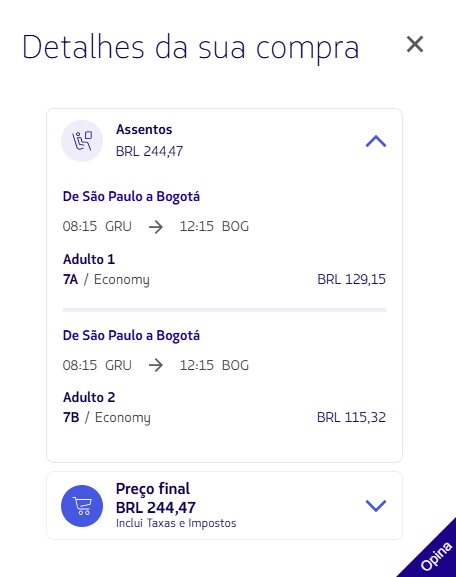 Detalhes da sua compra
Assentos
BRL 244,47
De São Paulo a Bogotá
08:15 GRU → 12:15 BOG
Adulto 1
7A / Economy BRL 129,15
De São Paulo a Bogotá
08:15 GRU → 12:15 BOG
Adulto 2
7B / Economy BRL 115,32
Preço final
BRL 244,47
Inclui Taxas e Impostos
Opina